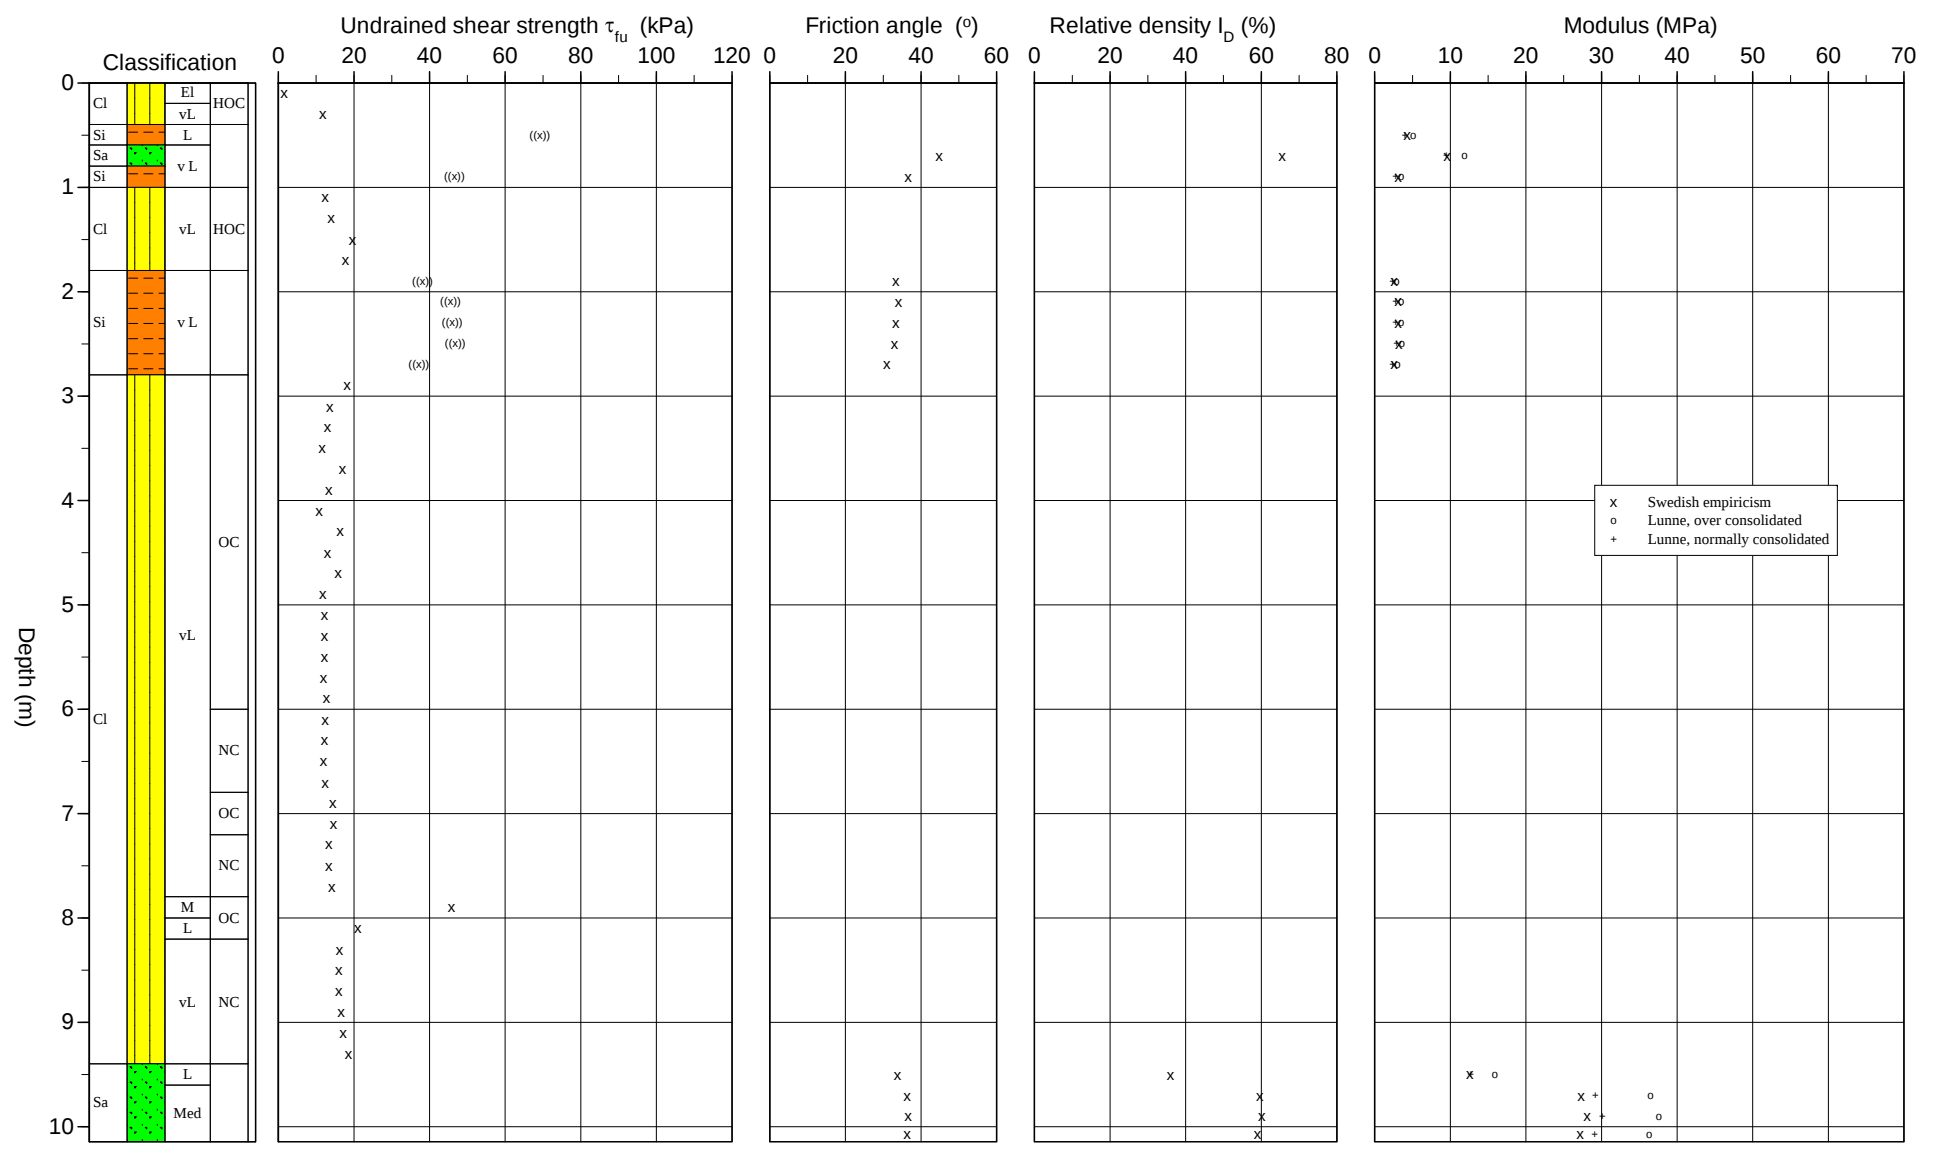 Undrained shear strength τfu (kPa) Friction angle (º) Relative density ID (%) Modulus (MPa)
Classification
0 20 40 60 80 100 120 0 20 40 60 0 20 40 60 80 0 10 20 30 40 50 60 70
Depth (m)
0
1
2
3
4
5
6
7
8
9
10
Cl El HOC
vL
Si L
Sa v L
Si
Cl vL HOC
Si v L
OC
vL
Cl
NC
OC
NC
M OC
L
vL NC
L
Sa
Med
((x))
((x))
((x))
((x))
((x))
((x))
((x))
x Swedish empiricism
o Lunne, over consolidated
+ Lunne, normally consolidated